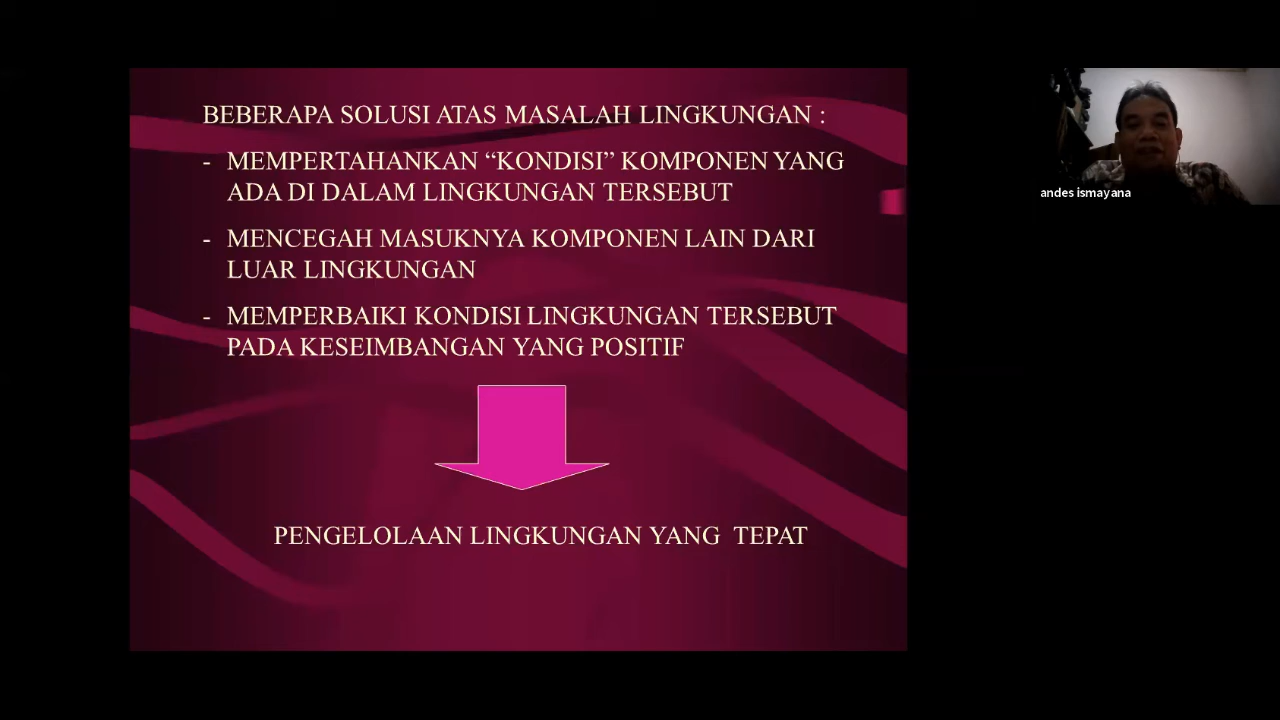 BEBERAPA SOLUSI ATAS MASALAH LINGKUNGAN :
- MEMPERTAHANKAN “KONDISI” KOMPONEN YANG
ADA DI DALAM LINGKUNGAN TERSEBUT
- MENCEGAH MASUKNYA KOMPONEN LAIN DARI
LUAR LINGKUNGAN
- MEMPERBAIKI KONDISI LINGKUNGAN TERSEBUT
PADA KESEIMBANGAN YANG POSITIF
PENGELOLAAN LINGKUNGAN YANG TEPAT
andes ismayana